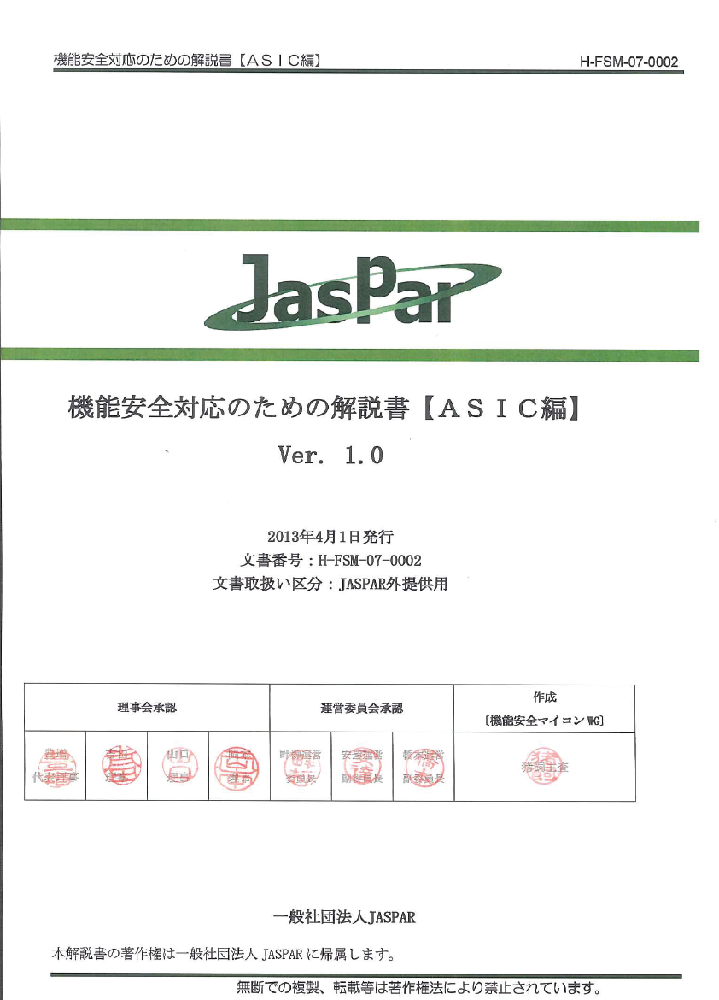 機能安全対応のための解説書【ASIC編】 H-FSM-07-0002
JasPar
機能安全対応のための解説書【ASIC編】
Ver. 1.0
2013年4月1日発行
文書番号:H-FSM-07-0002
文書取扱い区分:JASPAR外提供用
理事会承認 運営委員会承認 作成
〔機能安全マイコンWG〕
山口 安達運営 橋本運営
代表理事 理事 理事 理事 委員長 副委員長 副委員長 主査
一般社団法人JASPAR
本解説書の著作権は一般社団法人 JASPAR に帰属します。
無断での複製、転載等は著作権法により禁止されています。